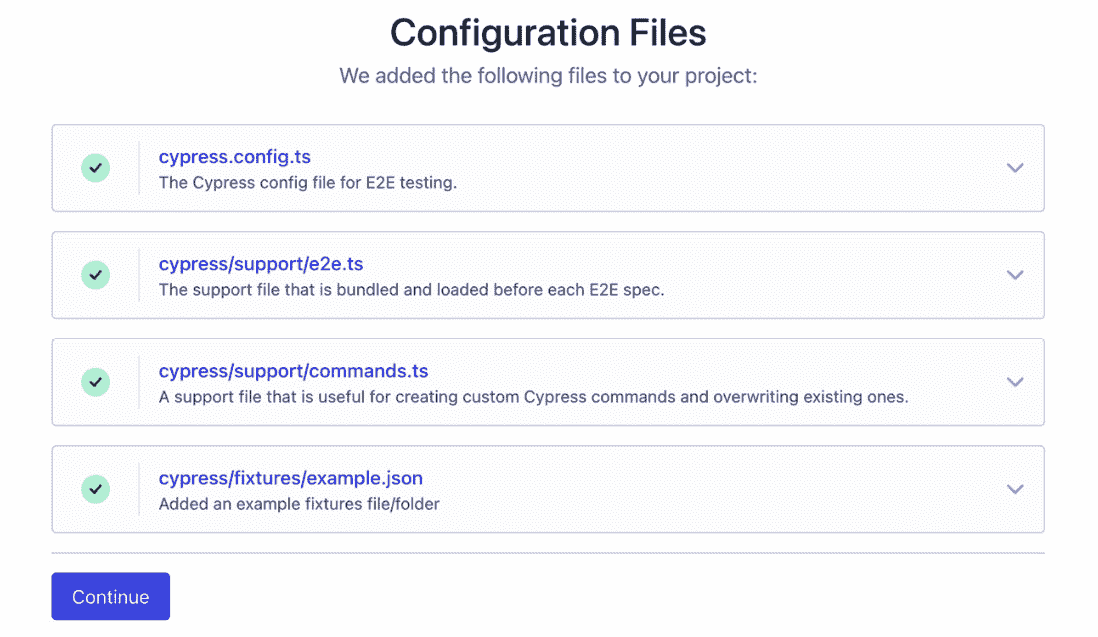 Configuration Files
We added the following files to your project:
cypress.config.ts
The Cypress config file for E2E testing.
cypress/support/e2e.ts
The support file that is bundled and loaded before each E2E spec.
cypress/support/commands.ts
A support file that is useful for creating custom Cypress commands and overwriting existing ones.
cypress/fixtures/example.json
Added an example fixtures file/folder
Continue